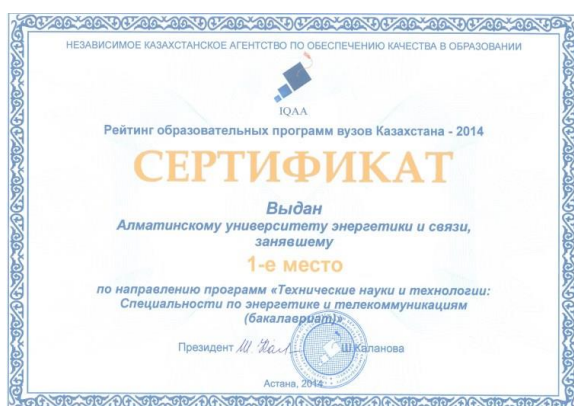 НЕЗАВИСИМОЕ КАЗАХСТАНСКОЕ АГЕНТСТВО ПО ОБЕСПЕЧЕНИЮ КАЧЕСТВА В ОБРАЗОВАНИИ
IQAA
Рейтинг образовательных программ вузов Казахстана - 2014
СЕРТИФИКАТ
Выдан
Алматинскому университету энергетики и связи,
занявшему
1-е место
по направлению программ «Технические науки и технологии:
Специальности по энергетике и телекоммуникациям
(бакалавриат)»
Президент Ш.Каланова
Астана, 2014